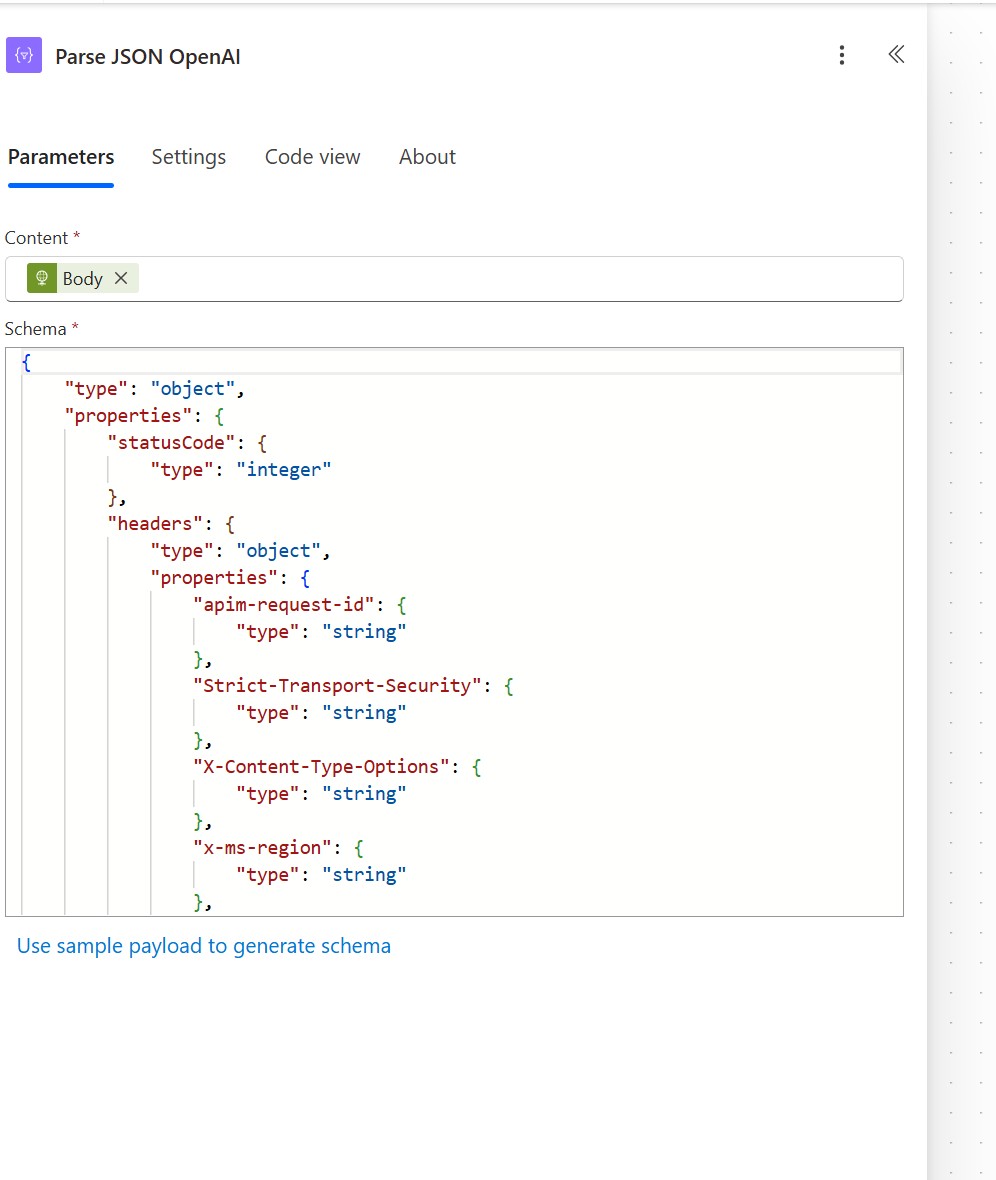 Parse JSON OpenAI
Parameters Settings Code view About
Content *
Body
Schema *
{
"type": "object",
"properties": {
"statusCode": {
"type": "integer"
},
"headers": {
"type": "object",
"properties": {
"apim-request-id": {
"type": "string"
},
"Strict-Transport-Security": {
"type": "string"
},
"X-Content-Type-Options": {
"type": "string"
},
"x-ms-region": {
"type": "string"
},
Use sample payload to generate schema